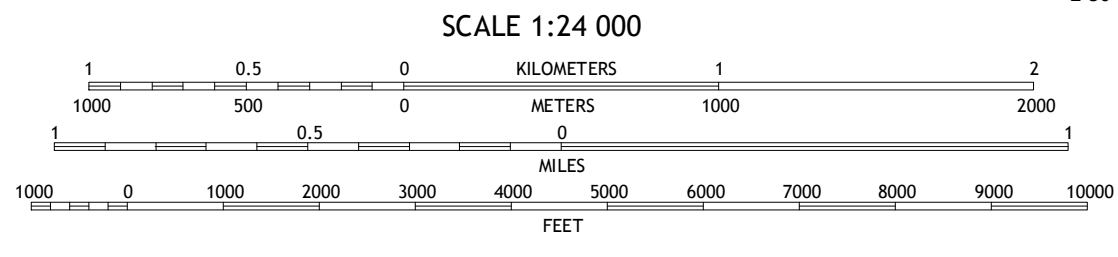 SCALE 1:24 000
1 0.5 0 KILOMETERS 1 2
1000 500 0 METERS 1000 2000
1 0.5 0 1
MILES
1000 0 1000 2000 3000 4000 5000 6000 7000 8000 9000 10000
FEET